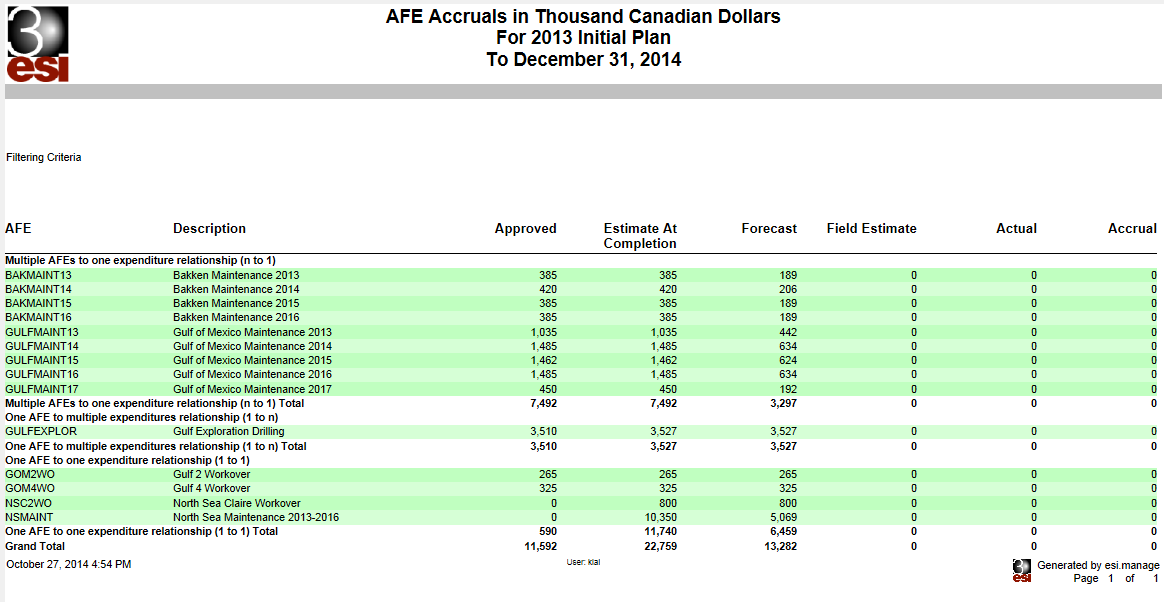 3
esi
AFE Accruals in Thousand Canadian Dollars
For 2013 Initial Plan
To December 31, 2014
Filtering Criteria
AFE Description Approved Estimate At Completion Forecast Field Estimate Actual Accrual
Multiple AFEs to one expenditure relationship (n to 1)
BAKMAINT13 Bakken Maintenance 2013 385 385 189 0 0 0
BAKMAINT14 Bakken Maintenance 2014 420 420 206 0 0 0
BAKMAINT15 Bakken Maintenance 2015 385 385 189 0 0 0
BAKMAINT16 Bakken Maintenance 2016 385 385 189 0 0 0
GULFMAINT13 Gulf of Mexico Maintenance 2013 1,035 1,035 442 0 0 0
GULFMAINT14 Gulf of Mexico Maintenance 2014 1,485 1,485 634 0 0 0
GULFMAINT15 Gulf of Mexico Maintenance 2015 1,462 1,462 624 0 0 0
GULFMAINT16 Gulf of Mexico Maintenance 2016 1,485 1,485 634 0 0 0
GULFMAINT17 Gulf of Mexico Maintenance 2017 450 450 192 0 0 0
Multiple AFEs to one expenditure relationship (n to 1) Total 7,492 7,492 3,297 0 0 0
One AFE to multiple expenditures relationship (1 to n)
GULFEXPLOR Gulf Exploration Drilling 3,510 3,527 3,527 0 0 0
One AFE to multiple expenditures relationship (1 to n) Total 3,510 3,527 3,527 0 0 0
One AFE to one expenditure relationship (1 to 1)
GOM2WO Gulf 2 Workover 265 265 265 0 0 0
GOM4WO Gulf 4 Workover 325 325 325 0 0 0
NSC2WO North Sea Claire Workover 0 800 800 0 0 0
NSMAINT North Sea Maintenance 2013-2016 0 10,350 5,069 0 0 0
One AFE to one expenditure relationship (1 to 1) Total 590 11,740 6,459 0 0 0
Grand Total 11,592 22,759 13,282 0 0 0
October 27, 2014 4:54 PM User: klal 3 esi Generated by esi.manage
Page 1 of 1